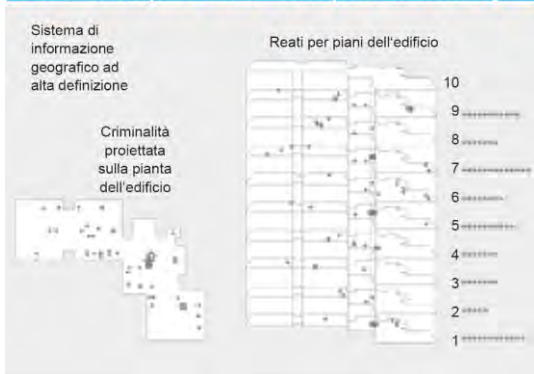 Sistema di
informazione
geografico ad
alta definizione
Reati per piani dell'edificio
Criminalità
proiettata
sulla pianta
dell'edificio
10
9
8
7
6
5
4
3
2
1